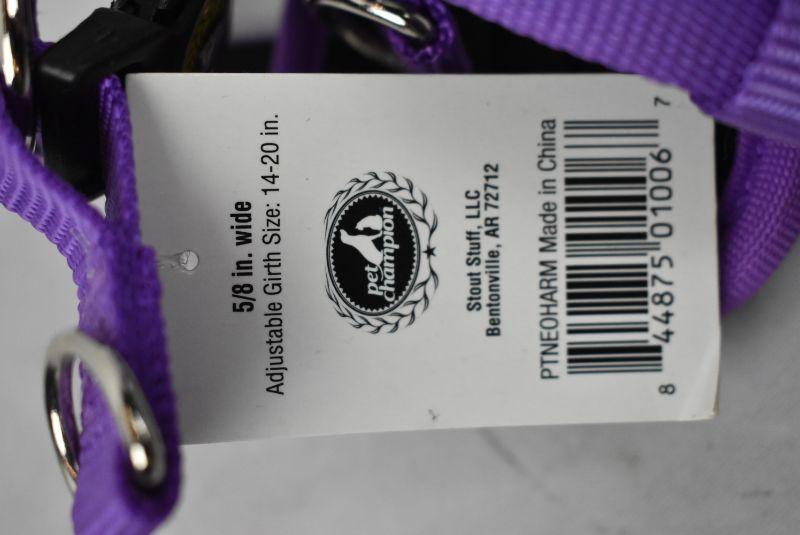 5/8 in. wide
Adjustable Girth Size: 14-20 in.
pet
champion
Stout Stuff, LLC
Bentonville, AR 72712
PTNEOHARM Made in China
8 44875 01006 7